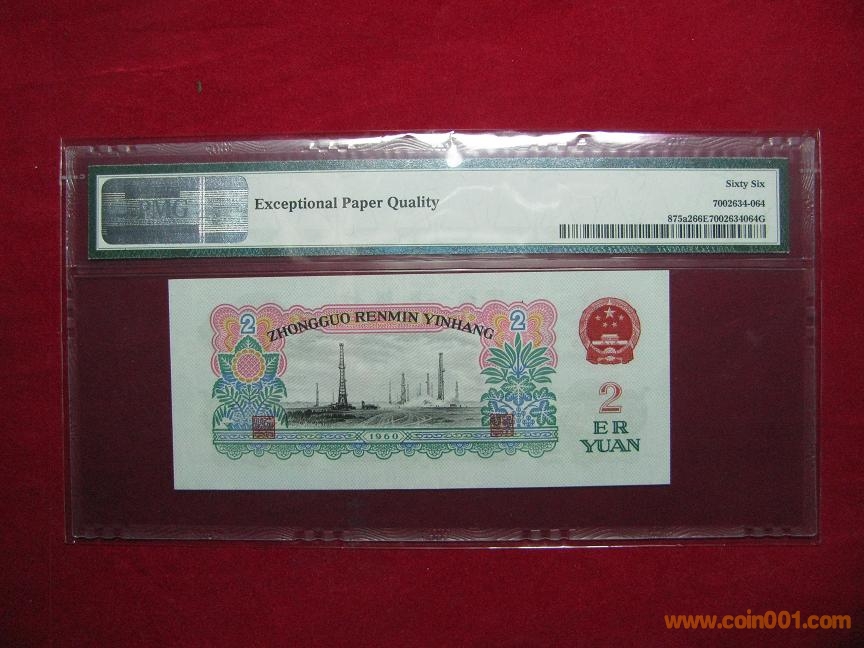 PMG
Exceptional Paper Quality
Sixty Six
7002634-064
875a266E7002634064G
2
ZHONGGUO RENMIN YINHANG
2
1960
2
ER
YUAN
www.coin001.com